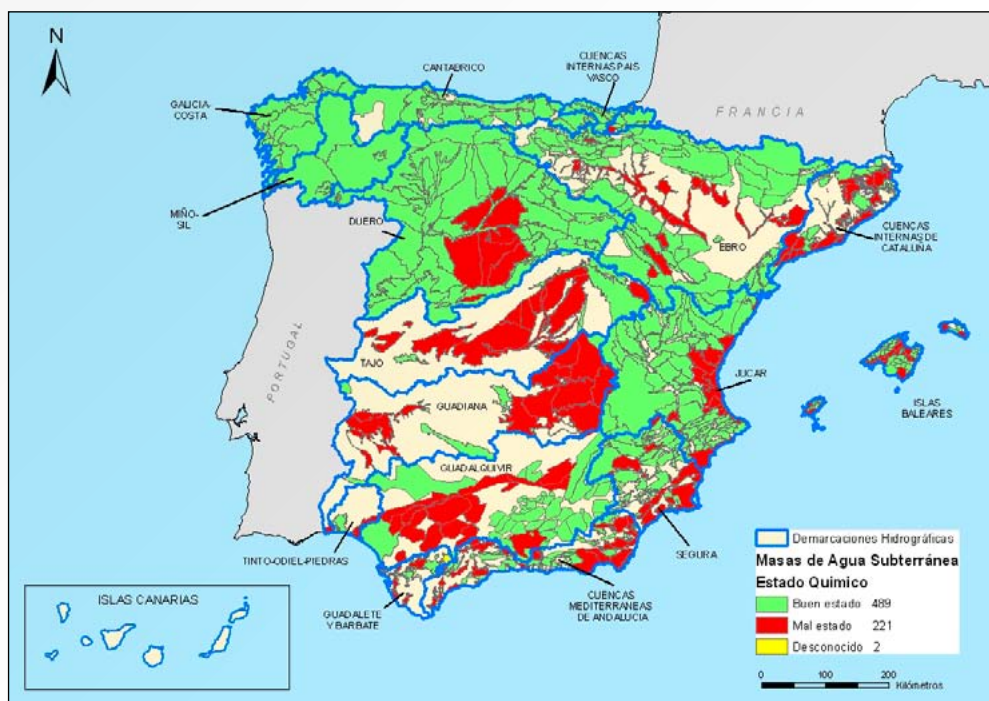 N
CANTABRICO
CUENCAS
INTERNAS PAIS
VASCO
GALICIA-
COSTA
FRANCIA
MIÑO-
SIL
DUERO
EBRO
CUENCAS
INTERNAS DE
CATALUÑA
PORTUGAL
TAJO
JUCAR
GUADIANA
ISLAS
BALEARES
GUADALQUIVIR
TINTO-ODIEL-PIEDRAS
SEGURA
GUADALETE
Y BARBATE
CUENCAS
MEDITERRANEAS
DE ANDALUCIA
ISLAS CANARIAS
Demarcaciones Hidrográficas
Masas de Agua Subterránea
Estado Químico
Buen estado 489
Mal estado 221
Desconocido 2
0 50 100 200
Kilómetros